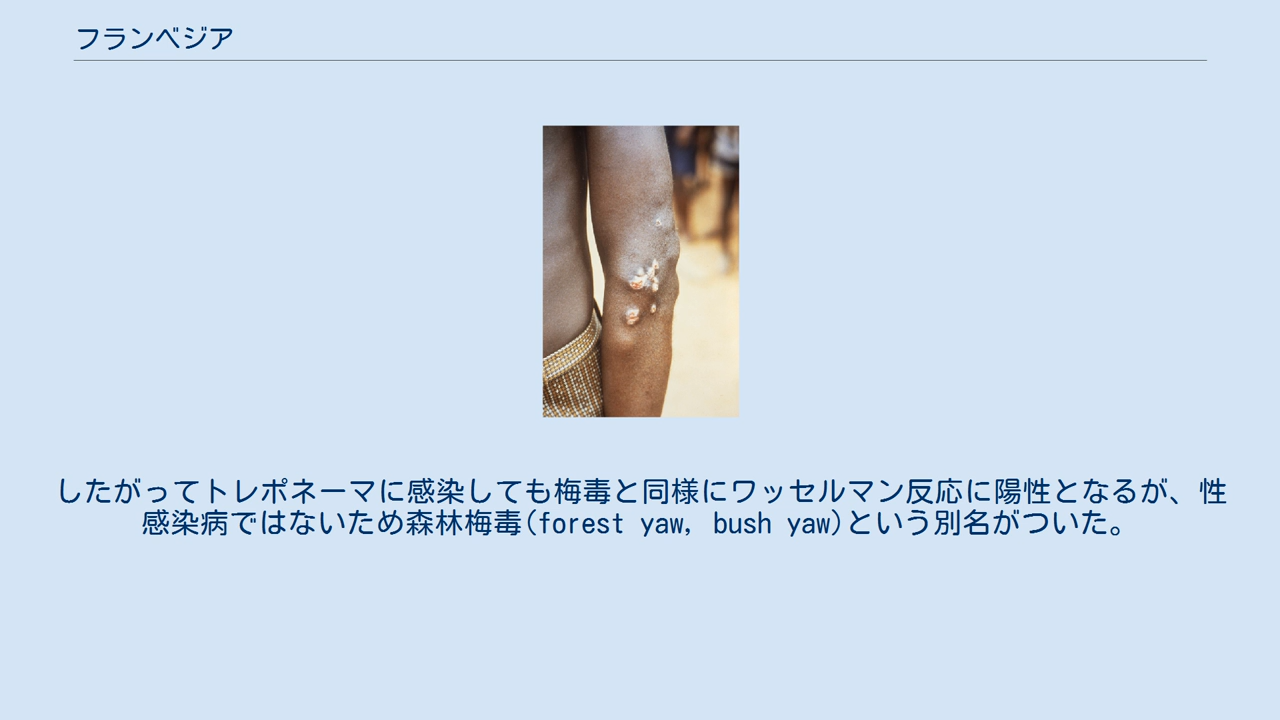 フランベジア
したがってトレポネーマに感染しても梅毒と同様にワッセルマン反応に陽性となるが、性
感染病ではないため森林梅毒(forest yaw, bush yaw)という別名がついた。